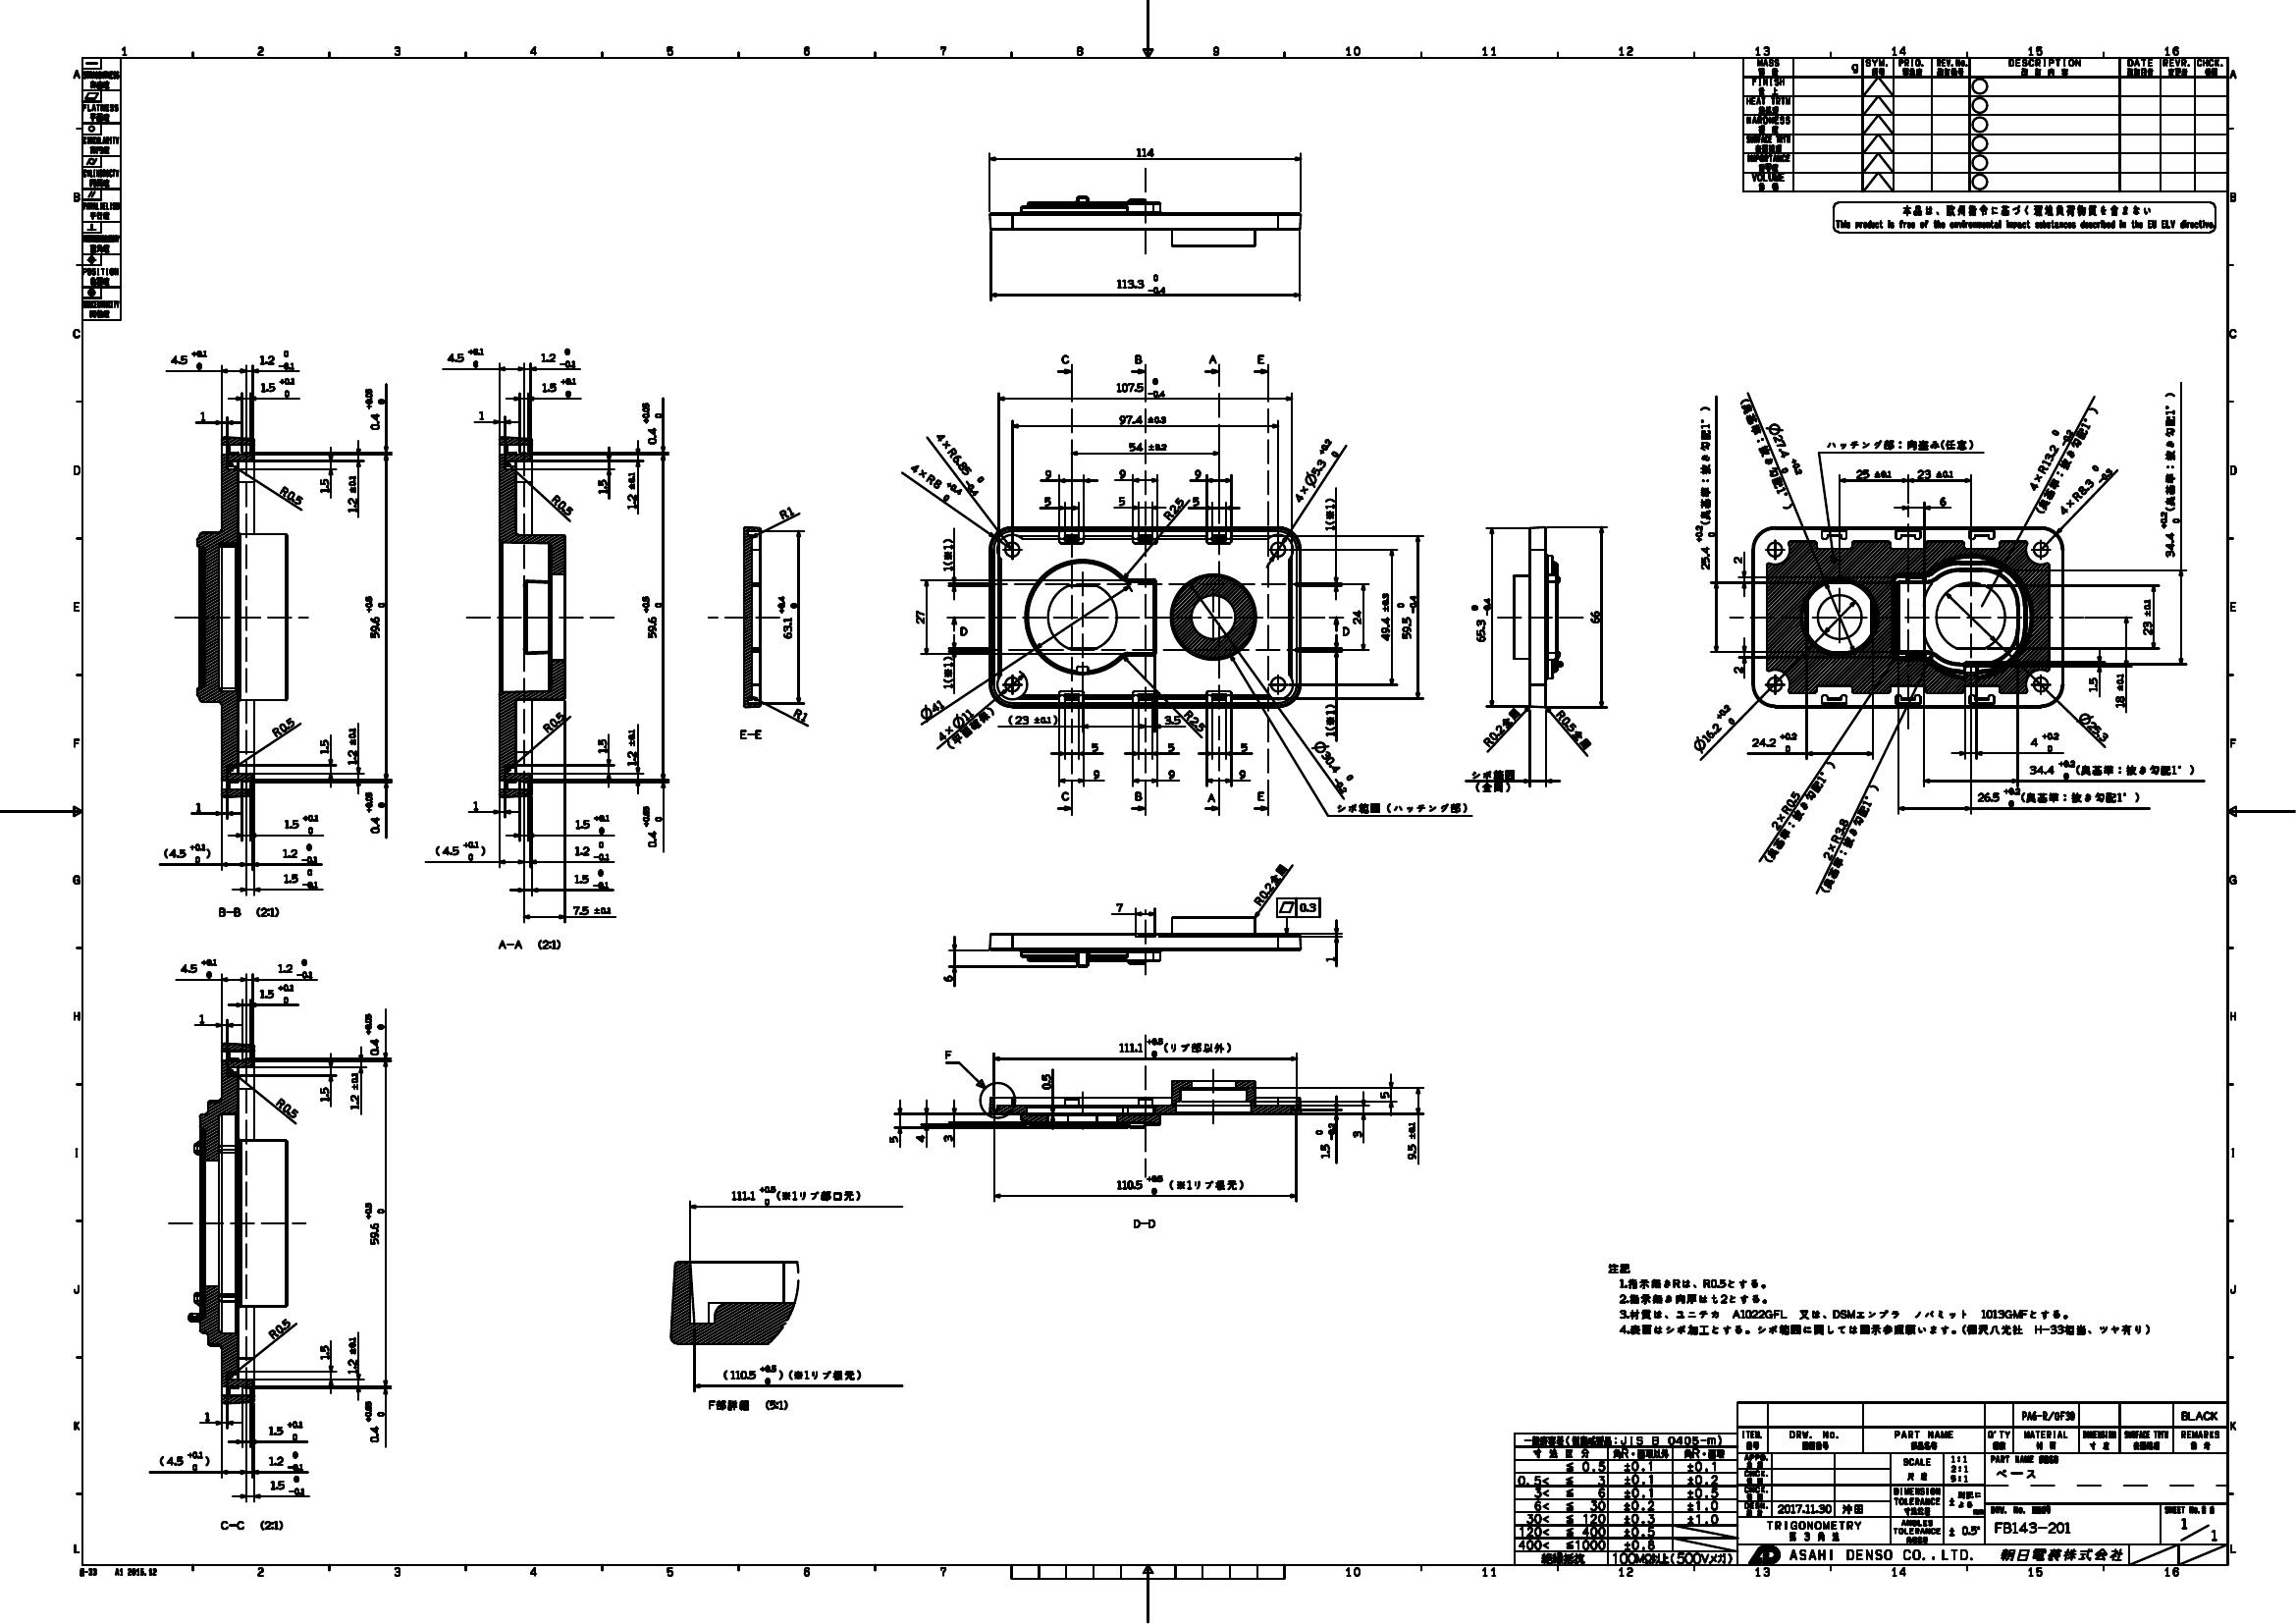 1 2 3 4 5 6 7 8 9 10 11 12 13 14 15 16
A B C D E F G H I J K L
FLATNESS
平面度
POSITION
MASS g SYM. PRIO. REV.No. DESCRIPTION DATE REVR. CHCK.
FINISH
HEAT TRTM
HARDNESS
SURFACE TRTM
IMPORTANCE
VOLUME
本品は、欧州指令に基づく環境負荷物質を含まない
This product is free of the environmental impact substances described in the EU ELV directive.
114
113.3 0 -0.4
4.5 +0.1 0
1.2 0 -0.1
1.5 +0.1 0
1
0.4 +0.05 0
1.5
1.2 ±0.1
R0.5
59.6 +0.5 0
R0.5
1.5
1.2 ±0.1
0.4 +0.05 0
1
1.5 +0.1 0
(4.5 +0.1 0)
1.2 0 -0.1
1.5 0 -0.1
B-B (2:1)
4.5 +0.1 0
1.2 0 -0.1
1.5 +0.1 0
1
0.4 +0.05 0
1.5
1.2 ±0.1
R0.5
59.6 +0.5 0
R0.5
1.5
1.2 ±0.1
0.4 +0.05 0
1
1.5 +0.1 0
(4.5 +0.1 0)
1.2 0 -0.1
1.5 0 -0.1
7.5 ±0.1
A-A (2:1)
R1
63.1 +0.4 0
R1
E-E
C B A E
107.5 0 -0.4
97.4 ±0.3
54 ±0.2
9 9 9
5 5 5
4×R6.85 0 -0.4
4×R8 +0.4 0
R2.5
4×Ø5.3 +0.2 0
1(※1)
1(※1)
27
D D
24
49.4 ±0.3
59.5 0 -0.4
1(※1)
1(※1)
Ø41
4×Ø11
(平面範囲)
(23 ±0.1)
3.5
R2.5
Ø30.4 0 -0.2
5 5 5
9 9 9
C B A E
シボ範囲(ハッチング部)
65.3 0 -0.4
66
R0.2全周
R0.5全周
シボ範囲
(全周)
25.4 +0.2 0 (奥基準:抜き勾配1°)
Ø27.4 +0.2 0
(奥基準:抜き勾配1°)
ハッチング部:肉盗み(任意)
25 ±0.1
23 ±0.1
6
4×R13.2 0 -0.2
(奥基準:抜き勾配1°)
4×R8.3 0 -0.2
34.4 +0.2 0 (奥基準:抜き勾配1°)
2
2
23 ±0.1
1.5
18 ±0.1
Ø16.2 +0.2 0
24.2 +0.2 0
Ø25.3
4 +0.2 0
34.4 +0.2 0 (奥基準:抜き勾配1°)
26.5 +0.2 0 (奥基準:抜き勾配1°)
2×R0.5
(奥基準:抜き勾配1°)
2×R3.8
(奥基準:抜き勾配1°)
7
R0.2全周
0.3
6
1
4.5 +0.1 0
1.2 0 -0.1
1.5 +0.1 0
1
0.4 +0.05 0
1.5
1.2 ±0.1
R0.5
59.6 +0.5 0
R0.5
1.5
1.2 ±0.1
0.4 +0.05 0
1
1.5 +0.1 0
(4.5 +0.1 0)
1.2 0 -0.1
1.5 0 -0.1
C-C (2:1)
111.1 +0.5 0 (リブ部以外)
F
0.5
5
5 4 3
1.5 0 -0.2
3
9.5 ±0.1
110.5 +0.5 0 (※1リブ根元)
D-D
111.1 +0.5 0 (※1リブ部口元)
(110.5 +0.5 0) (※1リブ根元)
F部詳細 (5:1)
注記
1.指示無きRは、R0.5とする。
2.指示無き肉厚はt2とする。
3.材質は、ユニチカ A1022GFL 又は、DSMエンプラ ノバミット 1013GMFとする。
4.表面はシボ加工とする。シボ範囲に関しては図示参照願います。(棚沢八光社 H-33相当、ツヤ有り)
JIS B 0405-m)
寸法区分 角R・面取以外 角R・面取
≦ 0.5 ±0.1 ±0.1
0.5< ≦ 3 ±0.1 ±0.2
3< ≦ 6 ±0.1 ±0.5
6< ≦ 30 ±0.2 ±1.0
30< ≦ 120 ±0.3 ±1.0
120< ≦ 400 ±0.5
400< ≦1000 ±0.8
絶縁抵抗 100MΩ以上(500Vメガ)
PA6-R/GF30 BLACK
ITEM. DRW. No. PART NAME Q'TY MATERIAL DIMENSION SURFACE TRTM REMARKS
APPD.
CHCK.
CHCK.
DESN. 2017.11.30 沖田
SCALE 尺度 1:1 2:1 5:1
PART NAME
ベース
DIMENSION TOLERANCE ± 別記による mm
ANGLES TOLERANCE ± 0.5°
TRIGONOMETRY
第3角法
DRW. No.
FB143-201
SHEET No.
1/1
ASAHI DENSO CO.,LTD. 朝日電装株式会社
G-33 A1 2015.12